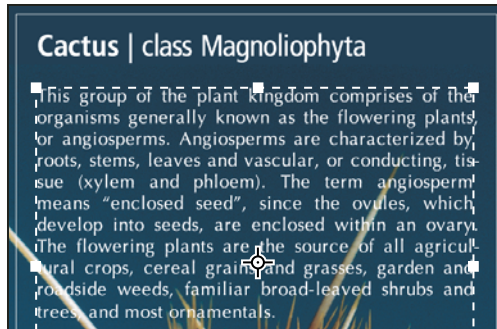 Cactus | class Magnoliophyta
This group of the plant kingdom comprises of the
organisms generally known as the flowering plants,
or angiosperms. Angiosperms are characterized by
roots, stems, leaves and vascular, or conducting, tis-
sue (xylem and phloem). The term angiosperm
means “enclosed seed”, since the ovules, which
develop into seeds, are enclosed within an ovary.
The flowering plants are the source of all agricul-
tural crops, cereal grains and grasses, garden and
roadside weeds, familiar broad-leaved shrubs and
trees, and most ornamentals.